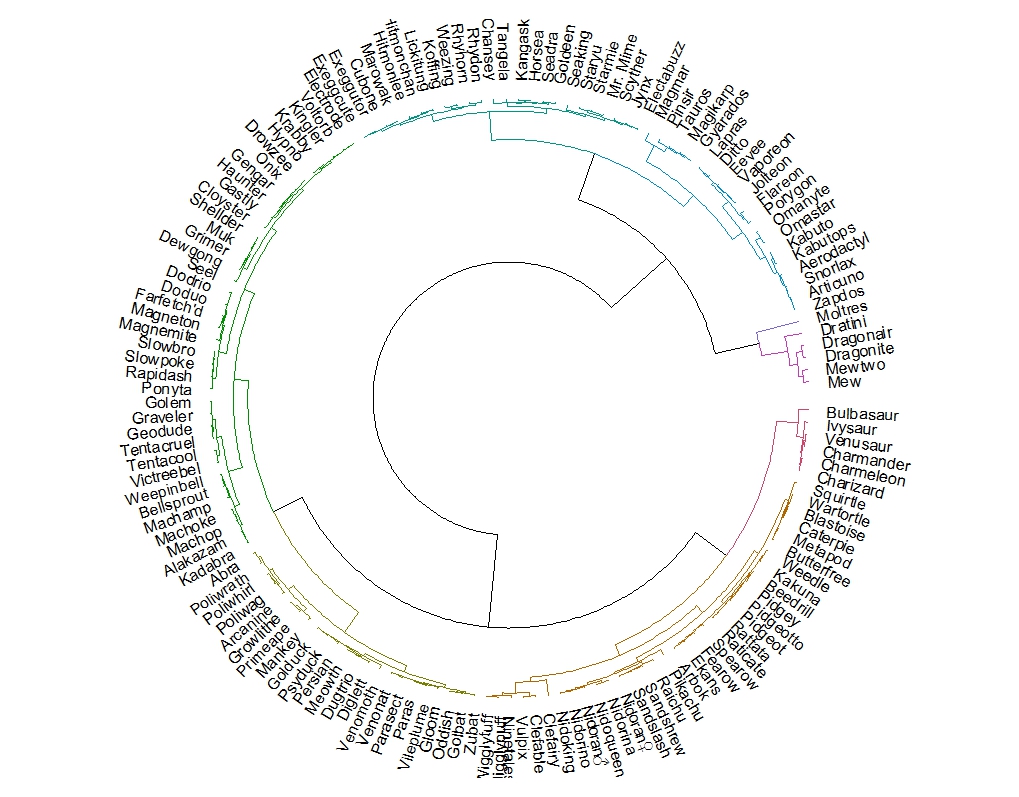 Bulbasaur
Ivysaur
Venusaur
Charmander
Charmeleon
Charizard
Squirtle
Wartortle
Blastoise
Caterpie
Metapod
Butterfree
Weedle
Kakuna
Beedrill
Pidgey
Pidgeotto
Pidgeot
Rattata
Raticate
Spearow
Fearow
Ekans
Arbok
Pikachu
Raichu
Sandshrew
Sandslash
Nidoran♀
Nidorina
Nidoqueen
Nidoran♂
Nidorino
Nidoking
Clefairy
Clefable
Vulpix
Ninetales
Zubat
Golbat
Oddish
Gloom
Vileplume
Paras
Parasect
Venonat
Venomoth
Diglett
Dugtrio
Meowth
Persian
Psyduck
Golduck
Mankey
Primeape
Growlithe
Arcanine
Poliwag
Poliwhirl
Poliwrath
Abra
Kadabra
Alakazam
Machop
Machoke
Machamp
Bellsprout
Weepinbell
Victreebel
Tentacool
Tentacruel
Geodude
Graveler
Golem
Ponyta
Rapidash
Slowpoke
Slowbro
Magnemite
Magneton
Farfetch'd
Doduo
Dodrio
Seel
Dewgong
Grimer
Muk
Shellder
Cloyster
Gastly
Haunter
Gengar
Onix
Drowzee
Hypno
Krabby
Kingler
Voltorb
Electrode
Exeggcute
Exeggutor
Cubone
Marowak
Hitmonlee
Hitmonchan
Lickitung
Koffing
Weezing
Rhyhorn
Rhydon
Chansey
Tangela
Kangask
Horsea
Seadra
Goldeen
Seaking
Staryu
Starmie
Mr. Mime
Scyther
Jynx
Electabuzz
Magmar
Pinsir
Tauros
Magikarp
Gyarados
Lapras
Ditto
Eevee
Vaporeon
Jolteon
Flareon
Porygon
Omanyte
Omastar
Kabuto
Kabutops
Aerodactyl
Snorlax
Articuno
Zapdos
Moltres
Dratini
Dragonair
Dragonite
Mewtwo
Mew